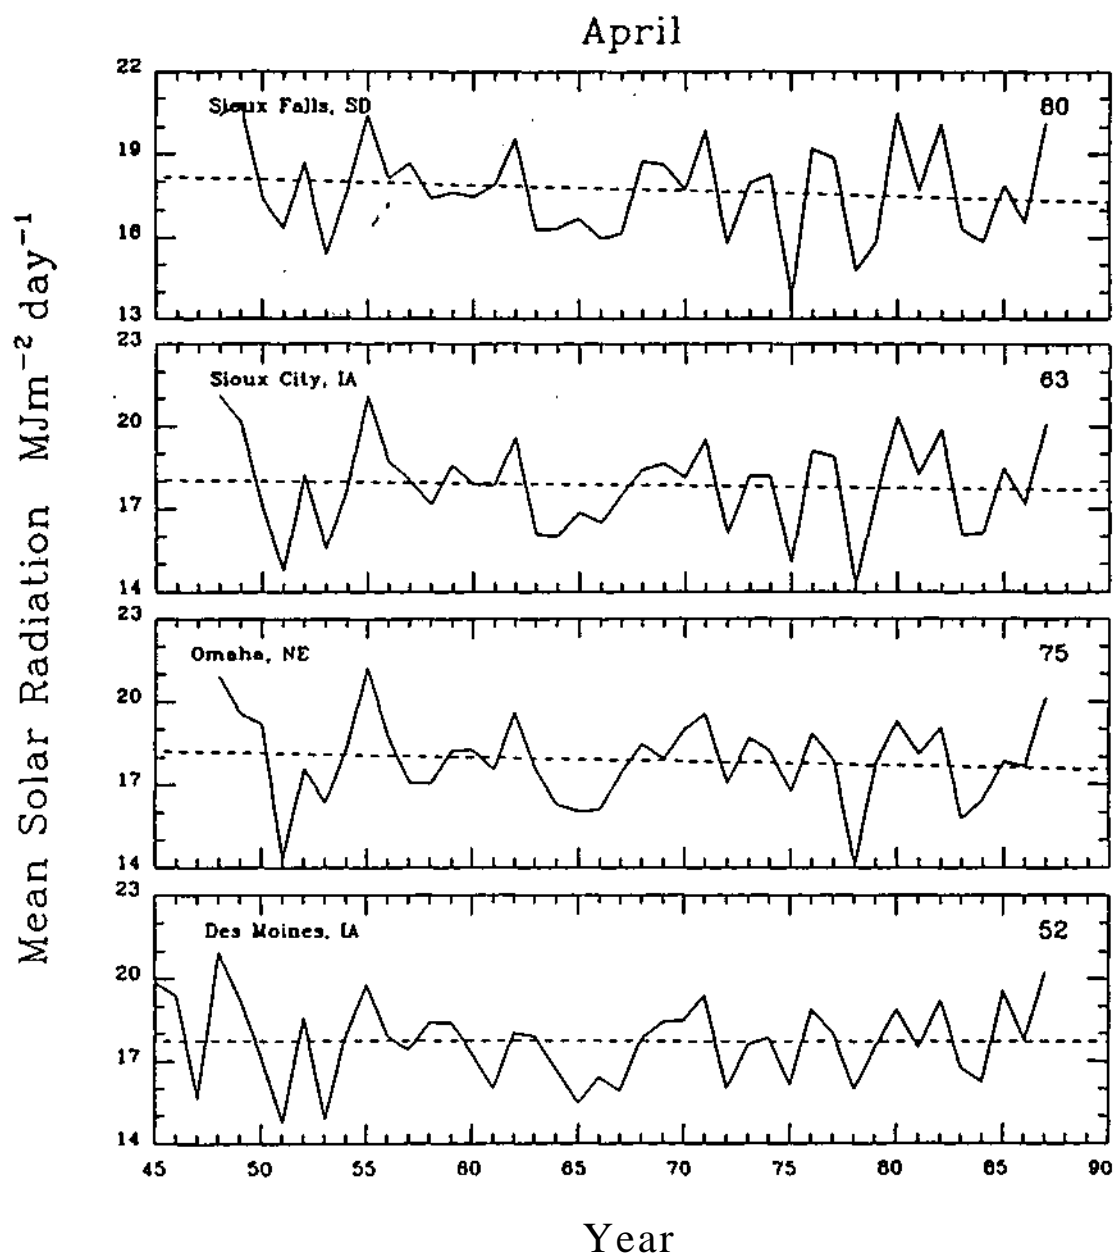 April
Mean Solar Radiation MJm⁻² day⁻¹
22
19
16
13
Sioux Falls, SD
80
23
20
17
14
Sioux City, IA
63
23
20
17
14
Omaha, NE
75
23
20
17
14
Des Moines, IA
52
45 50 55 60 65 70 75 80 85 90
Year